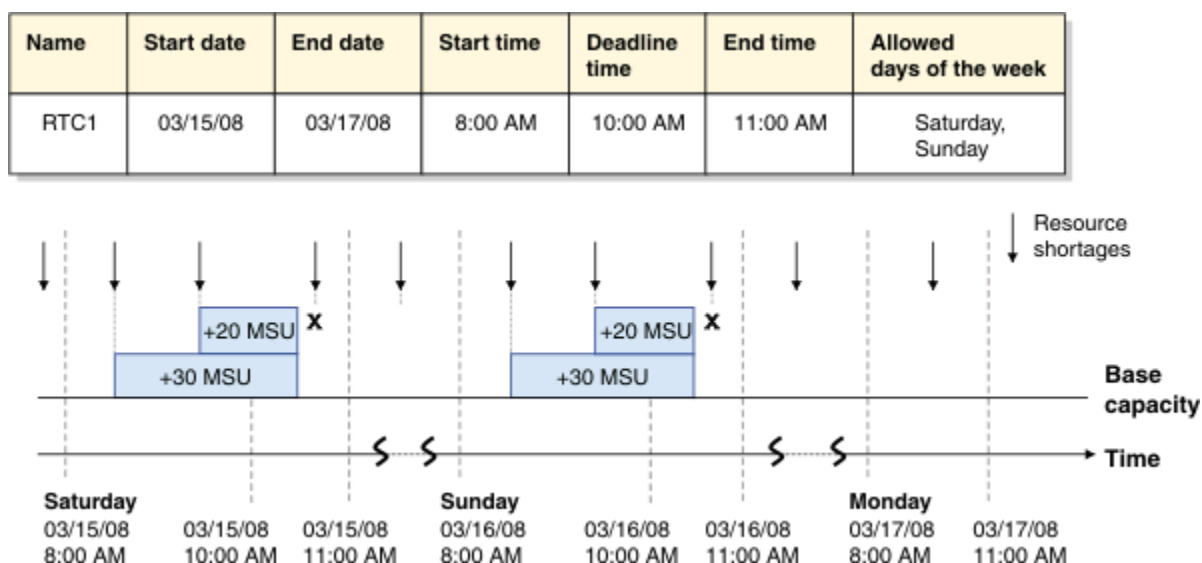 Name Start date End date Start time Deadline time End time Allowed days of the week
RTC1 03/15/08 03/17/08 8:00 AM 10:00 AM 11:00 AM Saturday, Sunday
Resource
shortages
x x
+20 MSU +20 MSU
+30 MSU +30 MSU
Base
capacity
Time
Saturday Sunday Monday
03/15/08 03/15/08 03/15/08 03/16/08 03/16/08 03/16/08 03/17/08 03/17/08
8:00 AM 10:00 AM 11:00 AM 8:00 AM 10:00 AM 11:00 AM 8:00 AM 11:00 AM